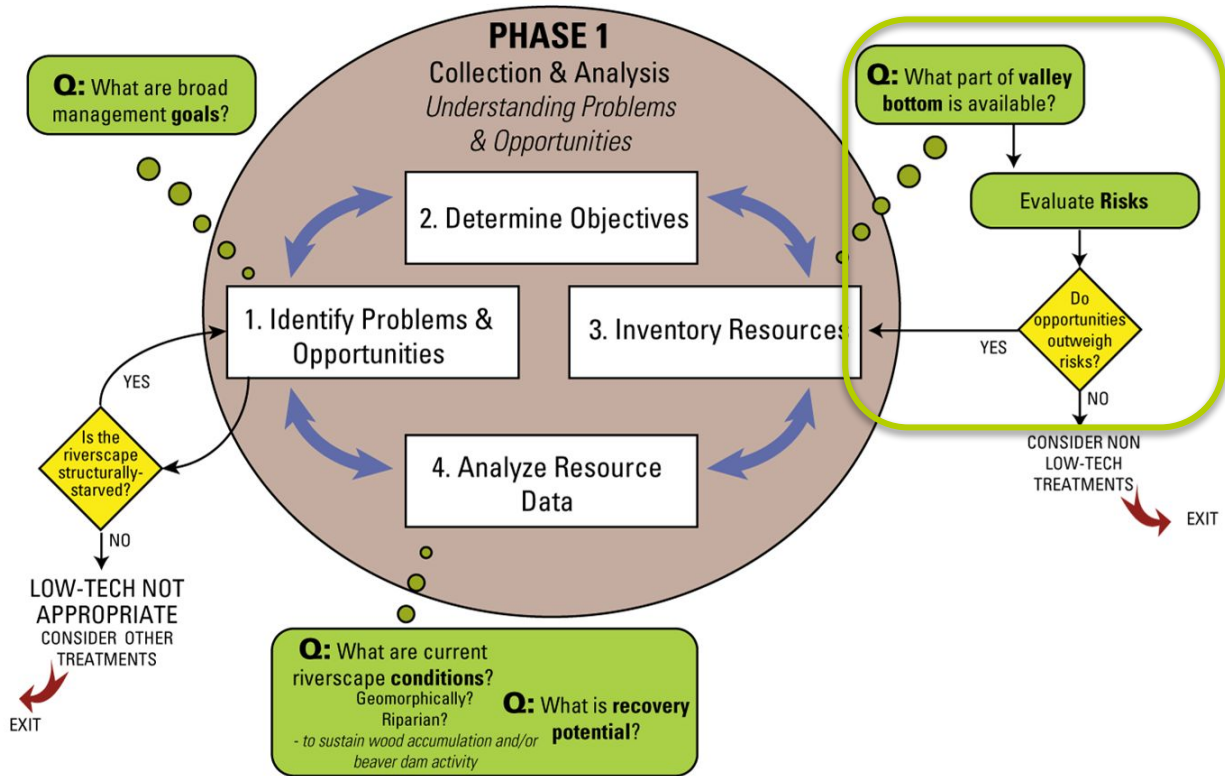 PHASE 1
Collection & Analysis
Understanding Problems
& Opportunities
Q: What are broad
management goals?
Q: What part of valley
bottom is available?
Evaluate Risks
Do
opportunities
outweigh
risks?
YES
NO
CONSIDER NON
LOW-TECH
TREATMENTS
EXIT
2. Determine Objectives
1. Identify Problems &
Opportunities
3. Inventory Resources
4. Analyze Resource
Data
YES
Is the
riverscape
structurally-
starved?
NO
LOW-TECH NOT
APPROPRIATE
CONSIDER OTHER
TREATMENTS
EXIT
Q: What are current
riverscape conditions?
Geomorphically?
Riparian?
- to sustain wood accumulation and/or
beaver dam activity
Q: What is recovery
potential?